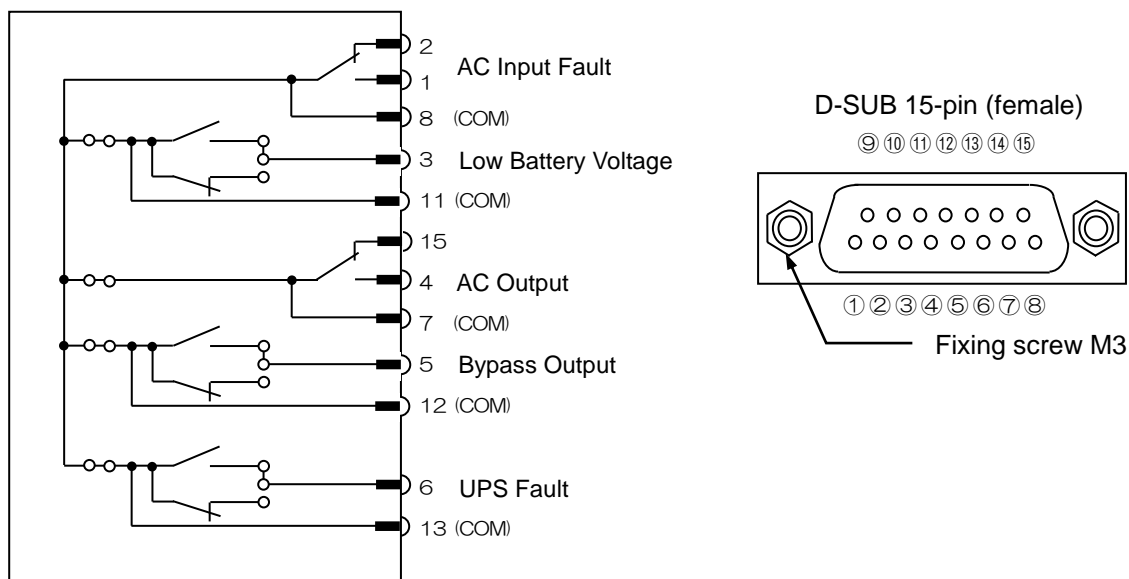 2
AC Input Fault
1
8 (COM)
3 Low Battery Voltage
11 (COM)
15
4 AC Output
7 (COM)
5 Bypass Output
12 (COM)
6 UPS Fault
13 (COM)
D-SUB 15-pin (female)
⑨⑩⑪⑫⑬⑭⑮
①②③④⑤⑥⑦⑧
Fixing screw M3